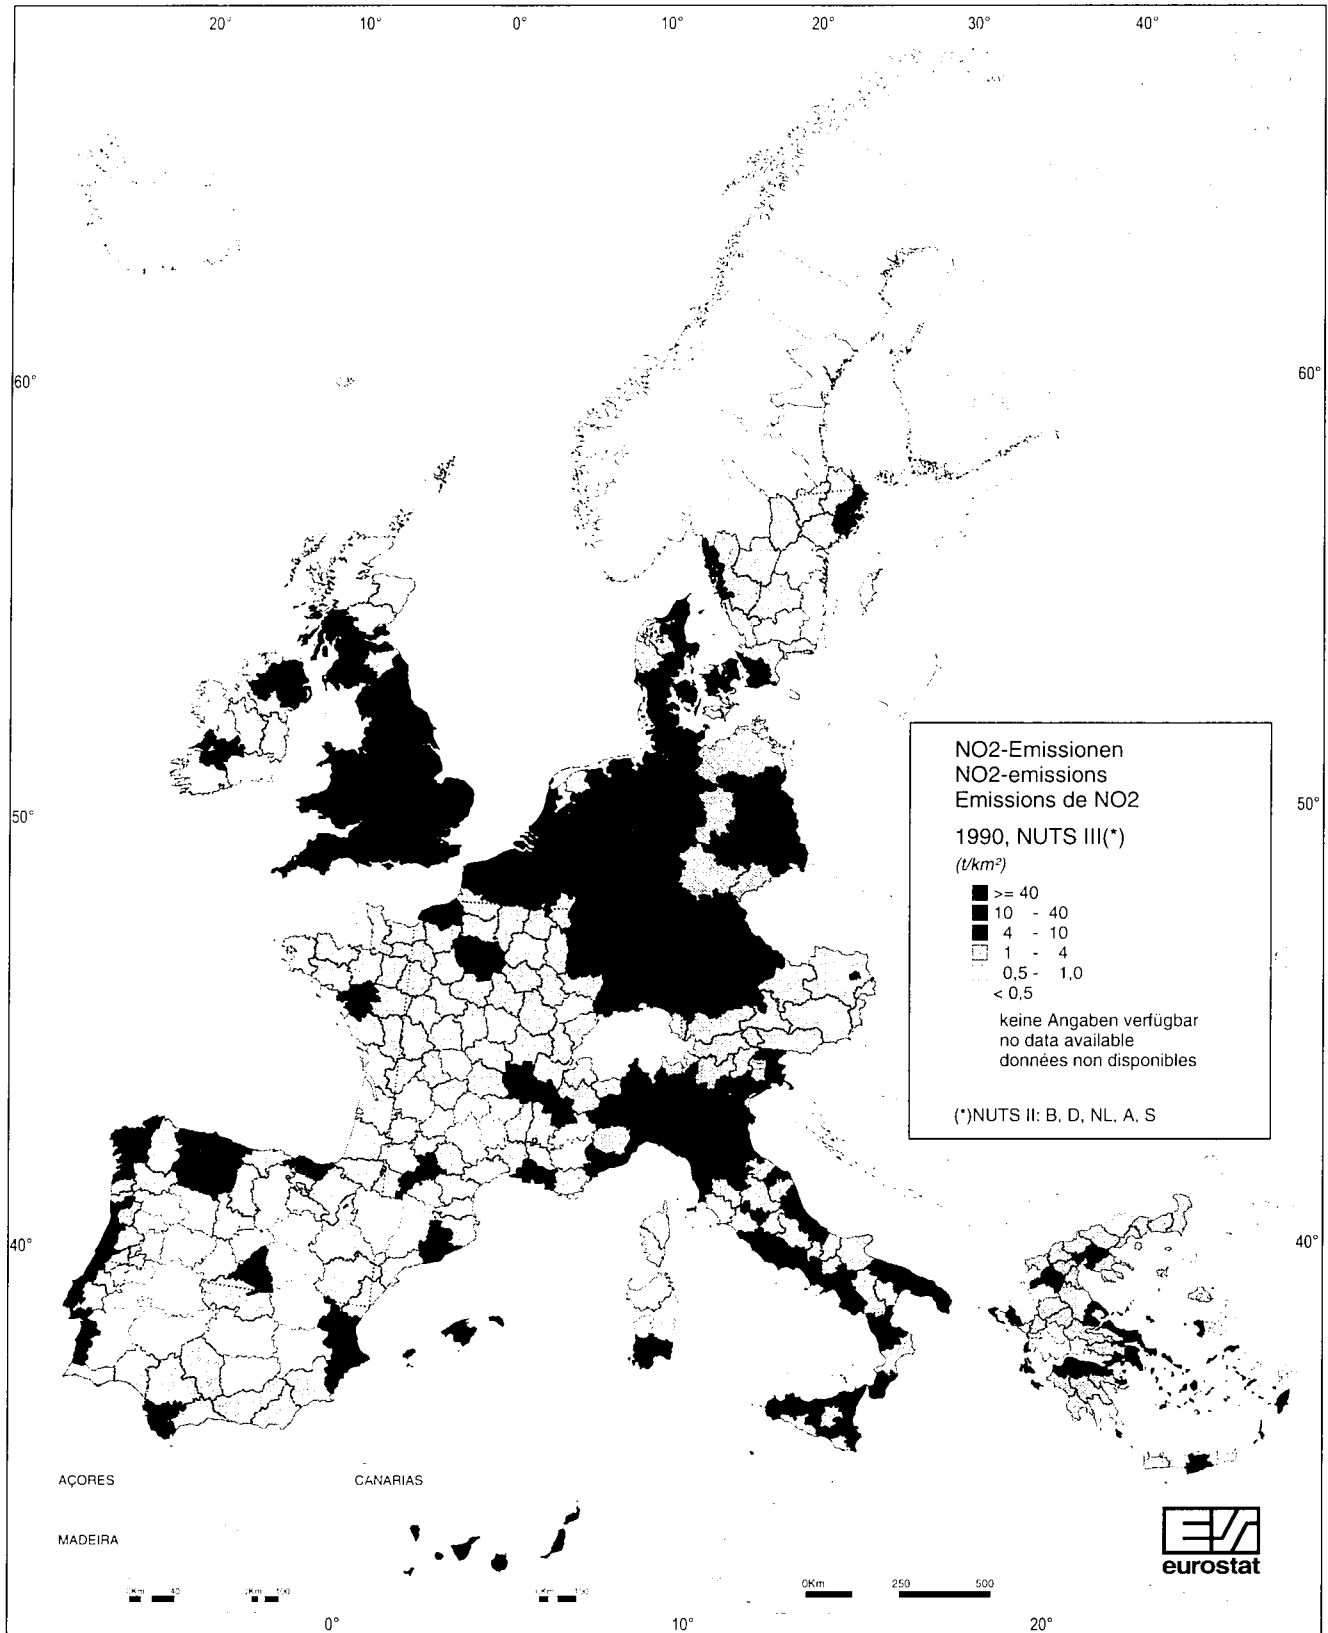 10° 0° 10° 20° 30° 40°
60° 60°
NO2-Emissionen
NO2-emissions
Emissions de NO2
1990, NUTS III(*)
(t/km²)
>= 40
10 - 40
4 - 10
1 - 4
0,5 - 1,0
< 0,5
keine Angaben verfügbar
no data available
données non disponibles
(*)NUTS II: B, D, NL, A, S
50° 50°
40° 40°
AÇORES CANARIAS
MADEIRA
eurostat
0Km 250 500
0° 10° 20°